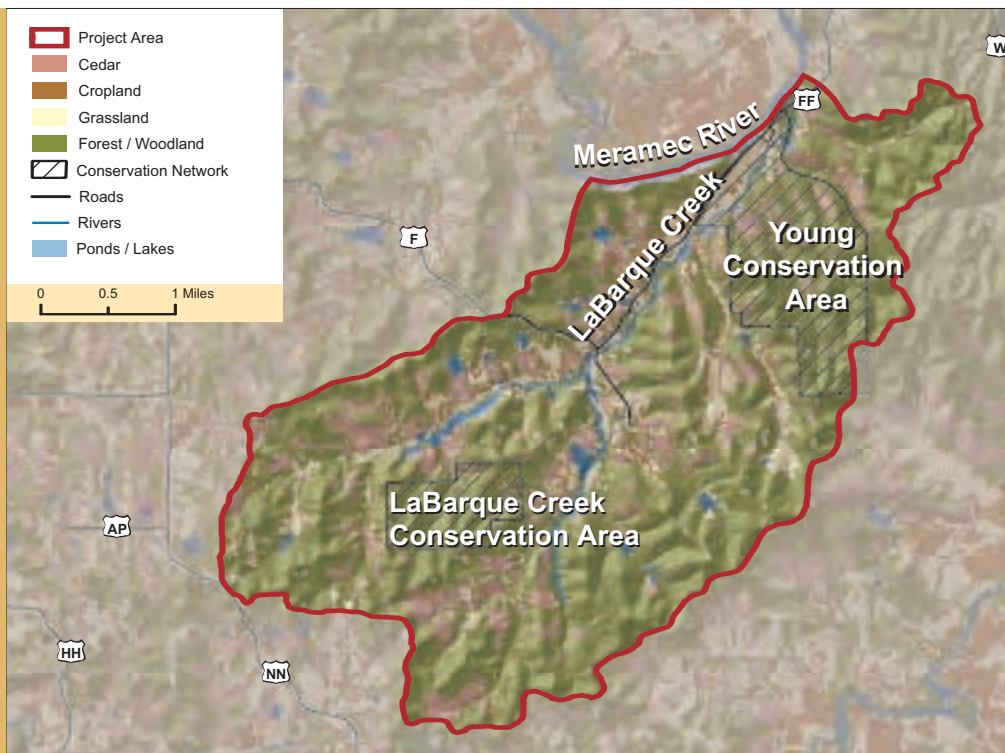 Project Area
Cedar
Cropland
Grassland
Forest / Woodland
Conservation Network
Roads
Rivers
Ponds / Lakes
0 0.5 1 Miles
W
FF
Meramec River
LaBarque Creek
Young
Conservation
Area
F
LaBarque Creek
Conservation Area
AP
HH
NN